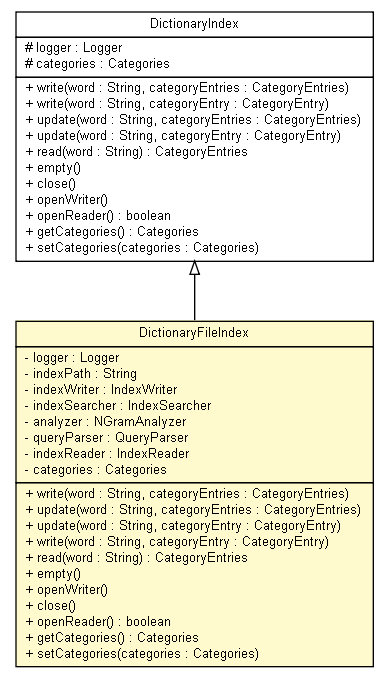 DictionaryIndex
# logger : Logger
# categories : Categories
+ write(word : String, categoryEntries : CategoryEntries)
+ write(word : String, categoryEntry : CategoryEntry)
+ update(word : String, categoryEntries : CategoryEntries)
+ update(word : String, categoryEntry : CategoryEntry)
+ read(word : String) : CategoryEntries
+ empty()
+ close()
+ openWriter()
+ openReader() : boolean
+ getCategories() : Categories
+ setCategories(categories : Categories)
DictionaryFileIndex
- logger : Logger
- indexPath : String
- indexWriter : IndexWriter
- indexSearcher : IndexSearcher
- analyzer : NGramAnalyzer
- queryParser : QueryParser
- indexReader : IndexReader
- categories : Categories
+ write(word : String, categoryEntries : CategoryEntries)
+ update(word : String, categoryEntries : CategoryEntries)
+ update(word : String, categoryEntry : CategoryEntry)
+ write(word : String, categoryEntry : CategoryEntry)
+ read(word : String) : CategoryEntries
+ empty()
+ openWriter()
+ close()
+ openReader() : boolean
+ getCategories() : Categories
+ setCategories(categories : Categories)